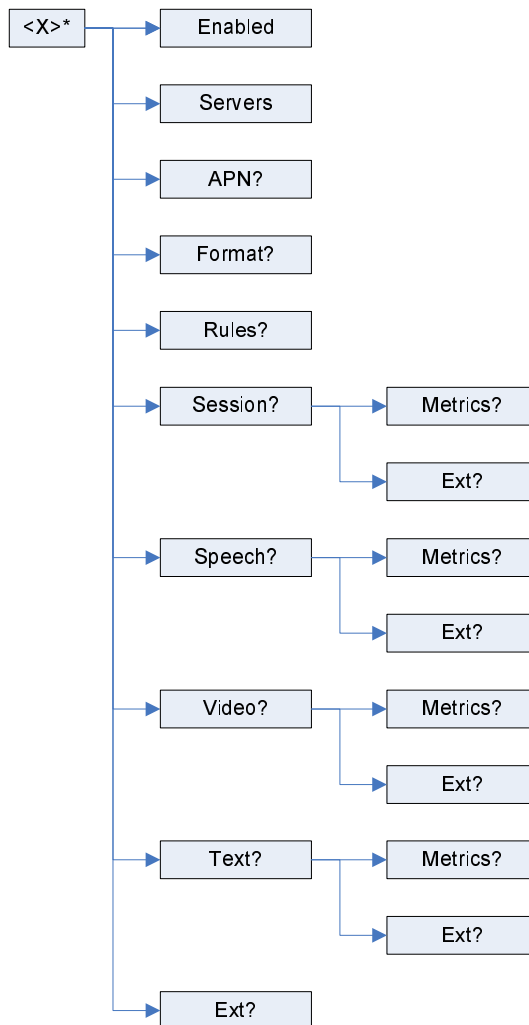 <X>*
Enabled
Servers
APN?
Format?
Rules?
Session?
Metrics?
Ext?
Speech?
Metrics?
Ext?
Video?
Metrics?
Ext?
Text?
Metrics?
Ext?
Ext?